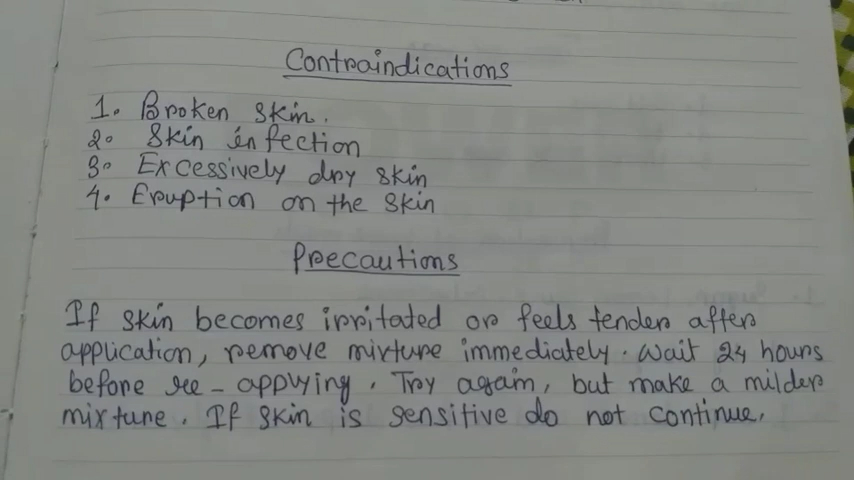 Contraindications
1. Broken skin.
2. Skin infection
3. Excessively dry skin
4. Eruption on the skin
Precautions
If skin becomes irritated or feels tender after
application, remove mixture immediately. Wait 24 hours
before re-applying. Try again, but make a milder
mixture. If skin is sensitive do not continue.